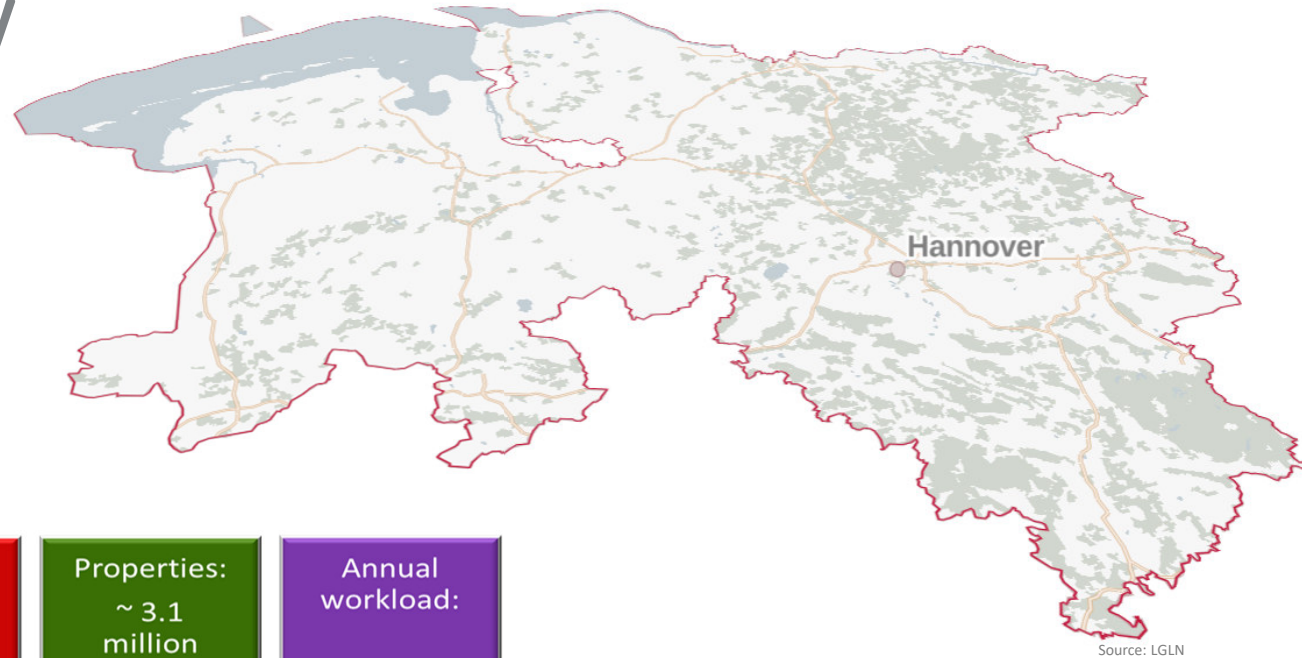 Hannover
Properties:
~ 3.1
million
Annual
workload:
Source: LGLN